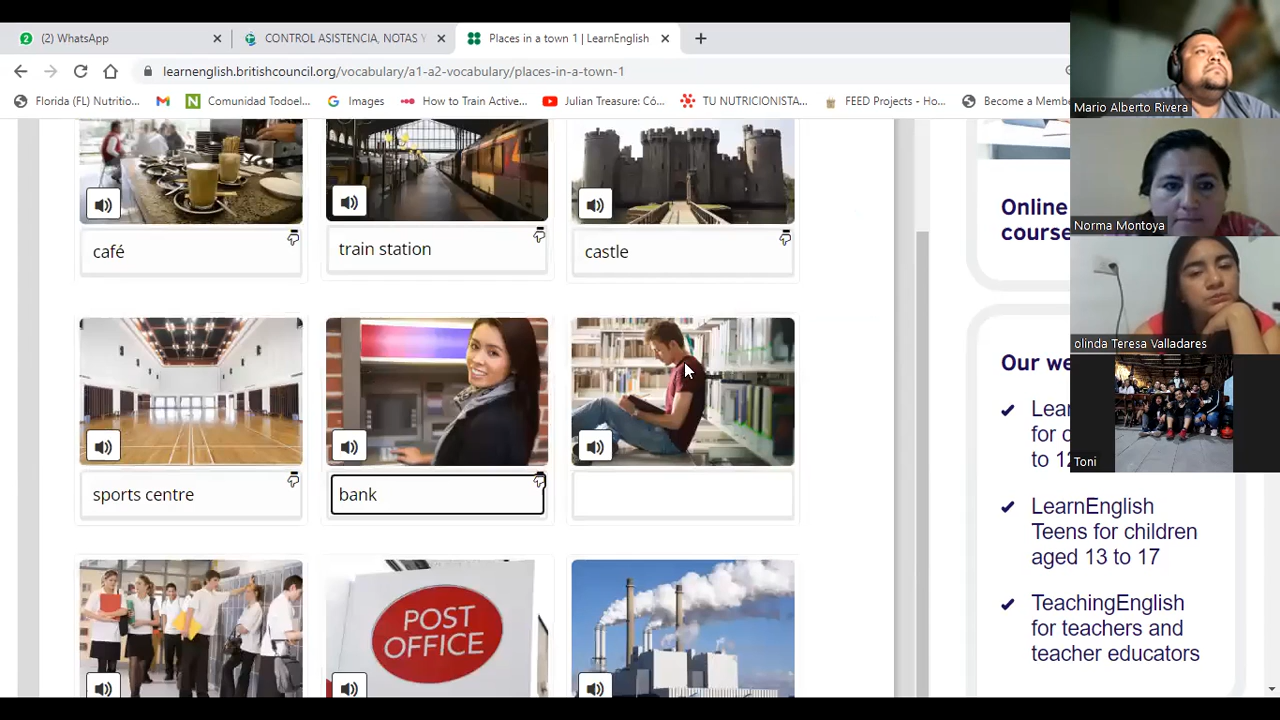 (2) WhatsApp
CONTROL ASISTENCIA, NOTAS Y
Places in a town 1 | LearnEnglish
learnenglish.britishcouncil.org/vocabulary/a1-a2-vocabulary/places-in-a-town-1
Florida (FL) Nutritio...
Comunidad Todoel...
Images
How to Train Active...
Julian Treasure: Có...
TU NUTRICIONISTA...
FEED Projects - Ho...
Become a Membe
café
train station
castle
sports centre
bank
POST
OFFICE
Online
course
Our we
Lear
for c
to 12
LearnEnglish
Teens for children
aged 13 to 17
TeachingEnglish
for teachers and
teacher educators
Mario Alberto Rivera
Norma Montoya
olinda Teresa Valladares
Toni